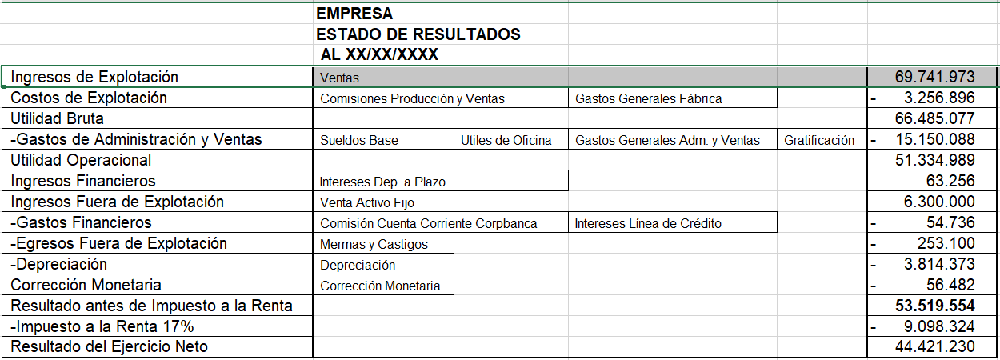 EMPRESA
ESTADO DE RESULTADOS
AL XX/XX/XXXX
Ingresos de Explotación Ventas 69.741.973
Costos de Explotación Comisiones Producción y Ventas Gastos Generales Fábrica - 3.256.896
Utilidad Bruta 66.485.077
-Gastos de Administración y Ventas Sueldos Base Utiles de Oficina Gastos Generales Adm. y Ventas Gratificación - 15.150.088
Utilidad Operacional 51.334.989
Ingresos Financieros Intereses Dep. a Plazo 63.256
Ingresos Fuera de Explotación Venta Activo Fijo 6.300.000
-Gastos Financieros Comisión Cuenta Corriente Corpbanca Intereses Línea de Crédito - 54.736
-Egresos Fuera de Explotación Mermas y Castigos - 253.100
-Depreciación Depreciación - 3.814.373
Corrección Monetaria Corrección Monetaria - 56.482
Resultado antes de Impuesto a la Renta 53.519.554
-Impuesto a la Renta 17% - 9.098.324
Resultado del Ejercicio Neto 44.421.230